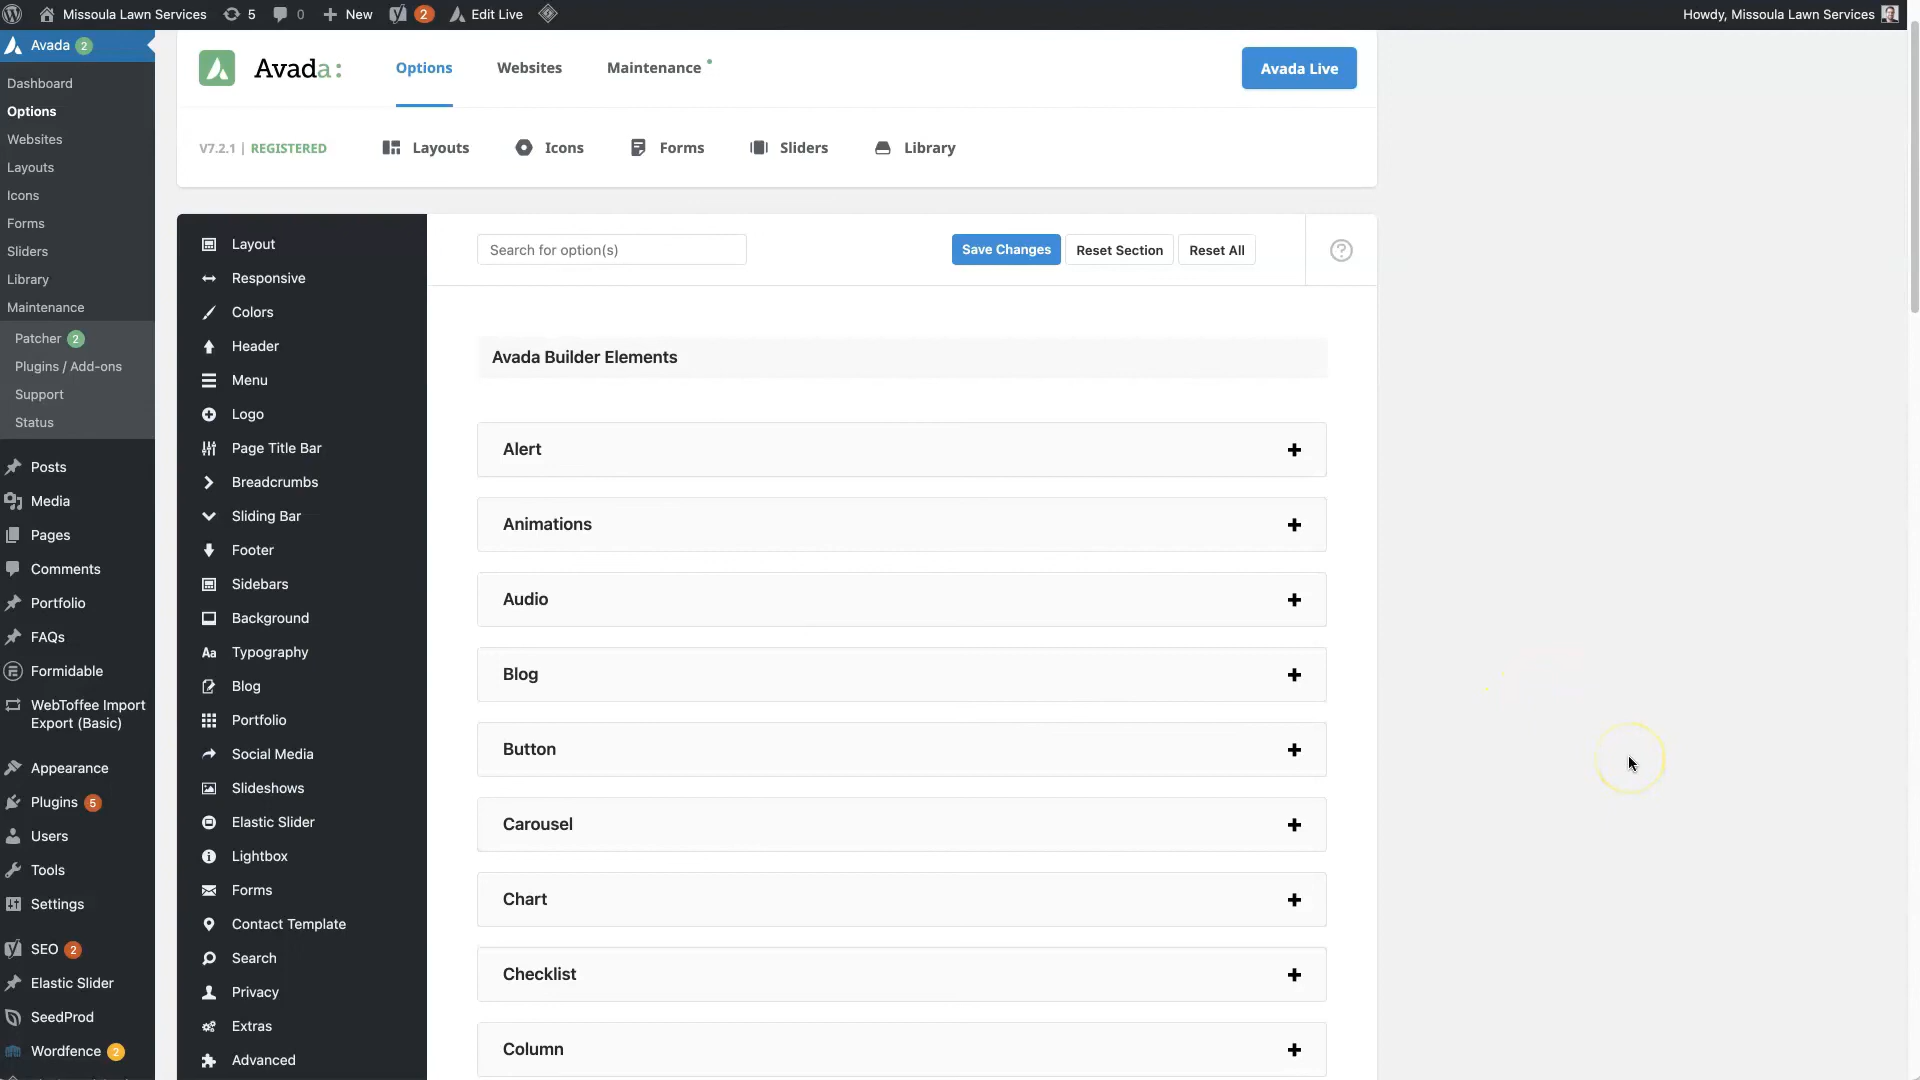 Missoula Lawn Services
5
0
New
2
Edit Live
Howdy, Missoula Lawn Services
Avada 2
Dashboard
Options
Websites
Layouts
Icons
Forms
Sliders
Library
Maintenance
Patcher 2
Plugins / Add-ons
Support
Status
Posts
Media
Pages
Comments
Portfolio
FAQs
Formidable
WebToffee Import
Export (Basic)
Appearance
Plugins 5
Users
Tools
Settings
SEO 2
Elastic Slider
SeedProd
Wordfence 2
Avada:
Options
Websites
Maintenance
Avada Live
V7.2.1 | REGISTERED
Layouts
Icons
Forms
Sliders
Library
Layout
Responsive
Colors
Header
Menu
Logo
Page Title Bar
Breadcrumbs
Sliding Bar
Footer
Sidebars
Background
Aa Typography
Blog
Portfolio
Social Media
Slideshows
Elastic Slider
Lightbox
Forms
Contact Template
Search
Privacy
Extras
Advanced
Search for option(s)
Save Changes
Reset Section
Reset All
Avada Builder Elements
Alert
Animations
Audio
Blog
Button
Carousel
Chart
Checklist
Column